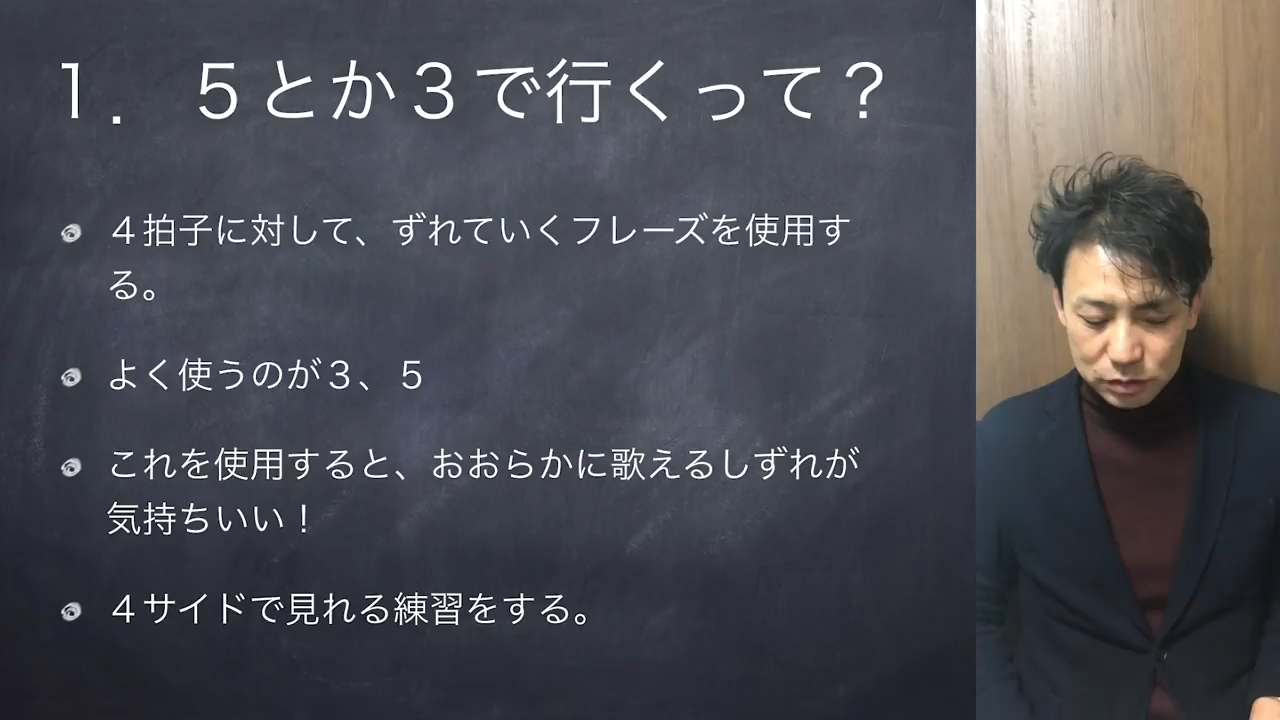 １． ５とか３で行くって？
４拍子に対して、ずれていくフレーズを使用す
る。
よく使うのが３、５
これを使用すると、おおらかに歌えるしずれが
気持ちいい！
４サイドで見れる練習をする。